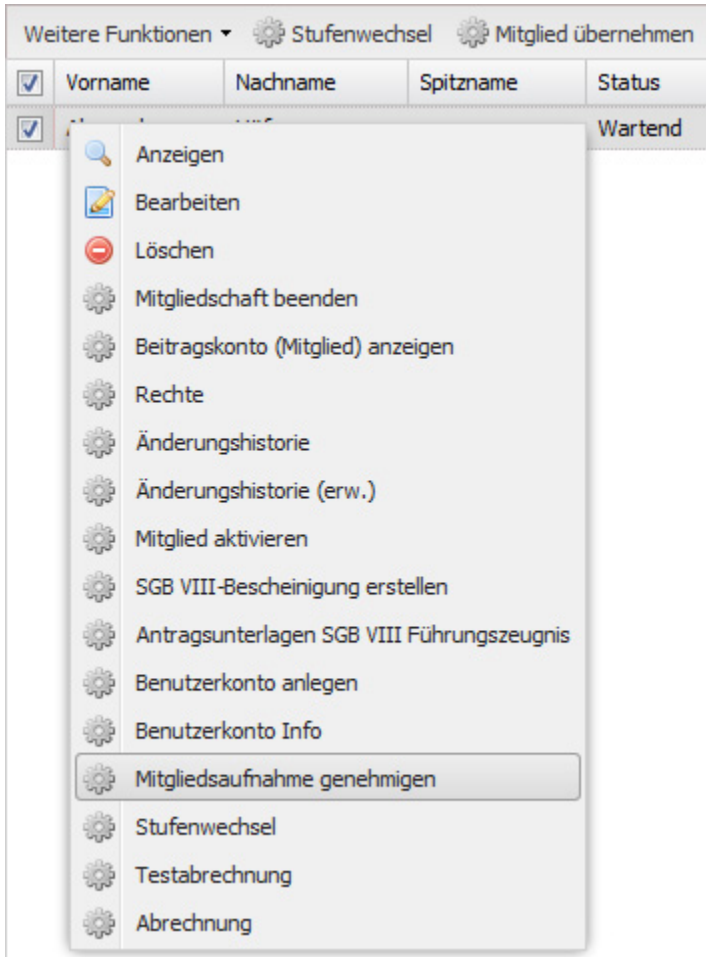 Weitere Funktionen Stufenwechsel Mitglied übernehmen
Vorname Nachname Spitzname Status
Wartend
Anzeigen
Bearbeiten
Löschen
Mitgliedschaft beenden
Beitragskonto (Mitglied) anzeigen
Rechte
Änderungshistorie
Änderungshistorie (erw.)
Mitglied aktivieren
SGB VIII-Bescheinigung erstellen
Antragsunterlagen SGB VIII Führungszeugnis
Benutzerkonto anlegen
Benutzerkonto Info
Mitgliedsaufnahme genehmigen
Stufenwechsel
Testabrechnung
Abrechnung